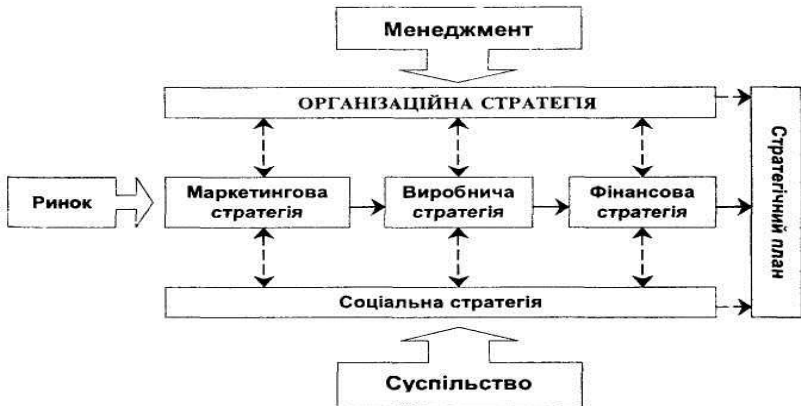 Менеджмент
ОРГАНІЗАЦІЙНА СТРАТЕГІЯ
Ринок
Маркетингова
стратегія
Виробнича
стратегія
Фінансова
стратегія
Стратегічний план
Соціальна стратегія
Суспільство